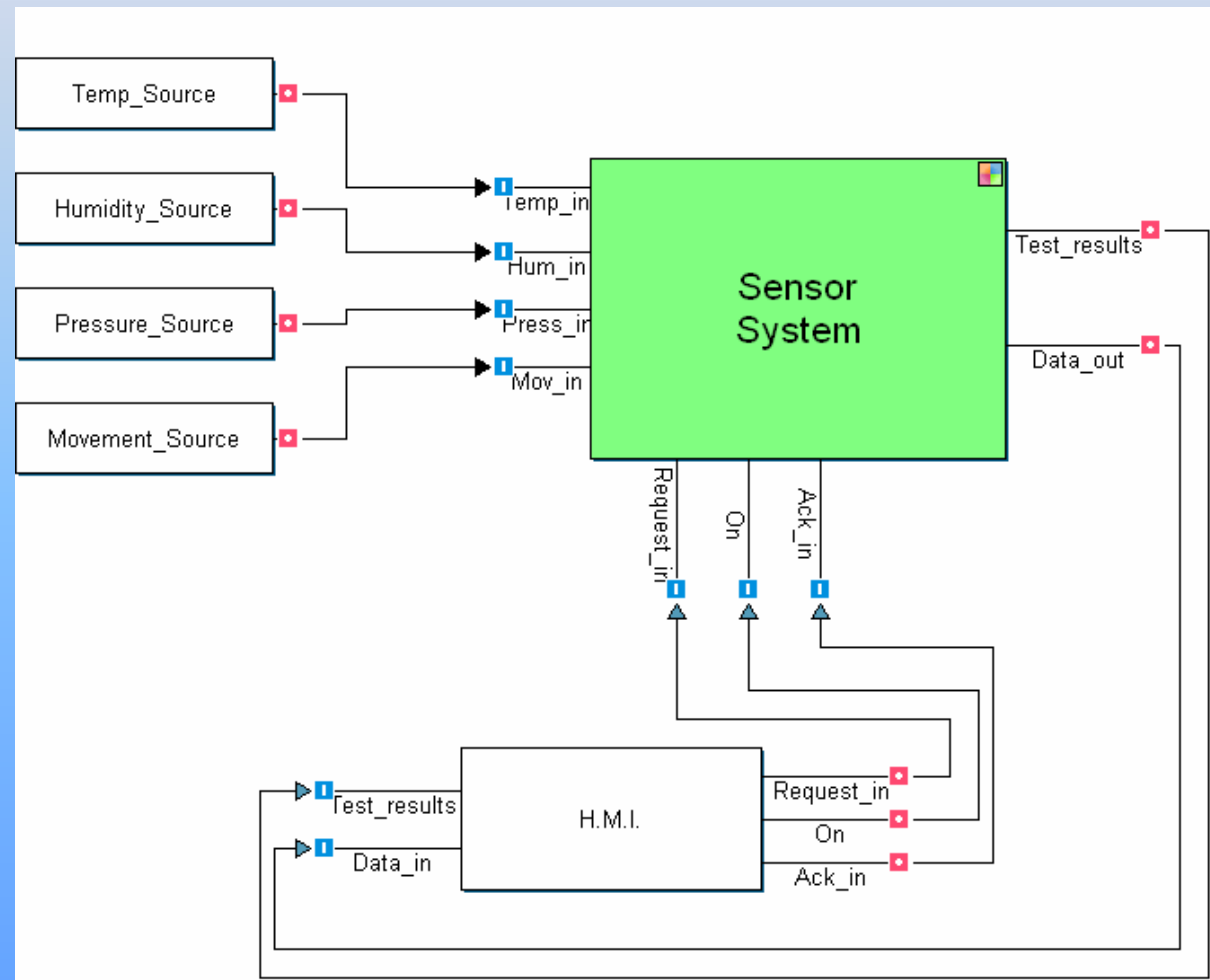 Temp_Source
Humidity_Source
Pressure_Source
Movement_Source
Temp_in
Hum_in
Press_in
Mov_in
Sensor
System
Test_results
Data_out
Request_in
On
Ack_in
Test_results
Data_in
H.M.I.
Request_in
On
Ack_in